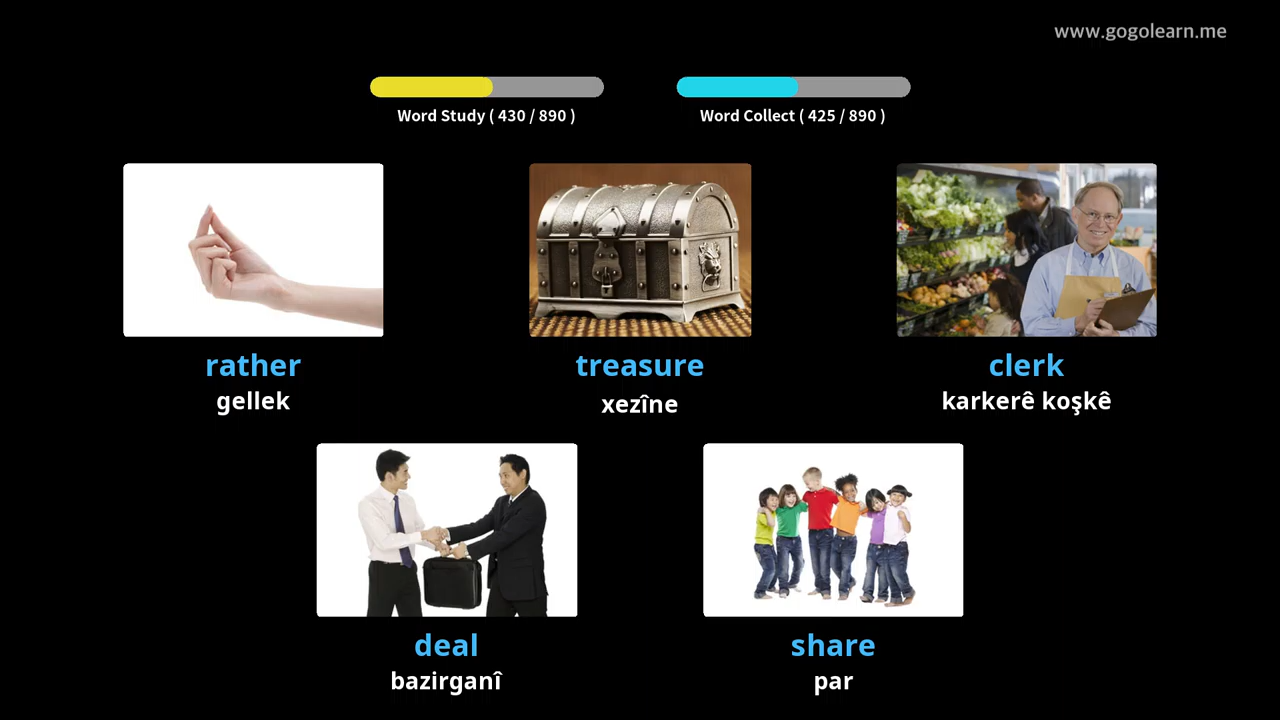 www.gogolearn.me
Word Study ( 430 / 890 )
Word Collect ( 425 / 890 )
rather
gellek
treasure
xezîne
clerk
karkerê koşkê
deal
bazirganî
share
par